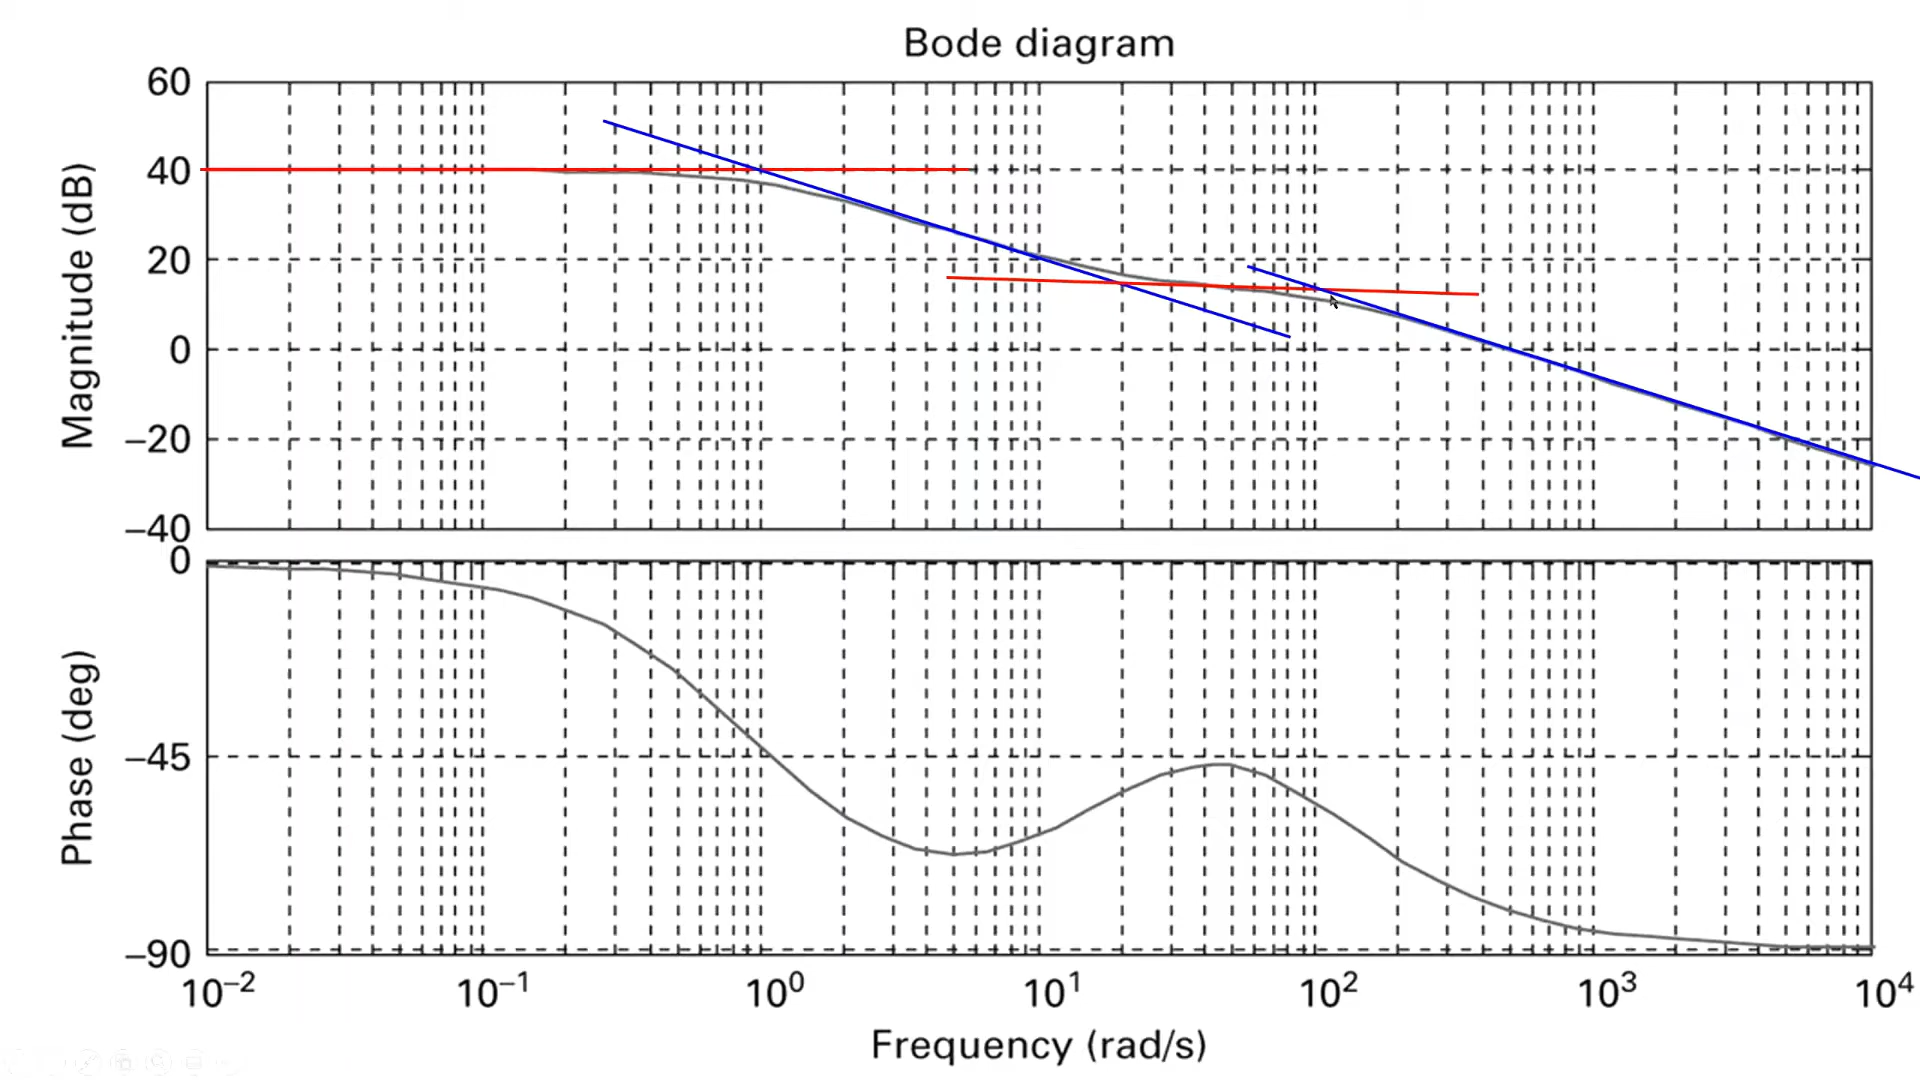 Bode diagram
60
40
20
0
−20
−40
Magnitude (dB)
0
−45
−90
Phase (deg)
10⁻² 10⁻¹ 10⁰ 10¹ 10² 10³ 10⁴
Frequency (rad/s)